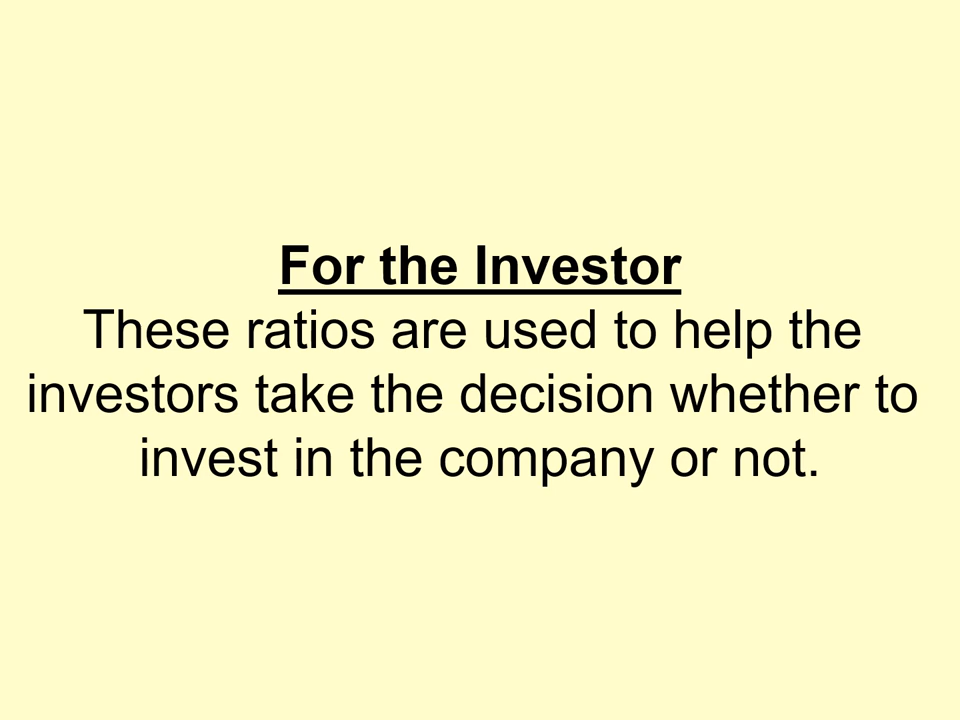 For the Investor
These ratios are used to help the
investors take the decision whether to
invest in the company or not.